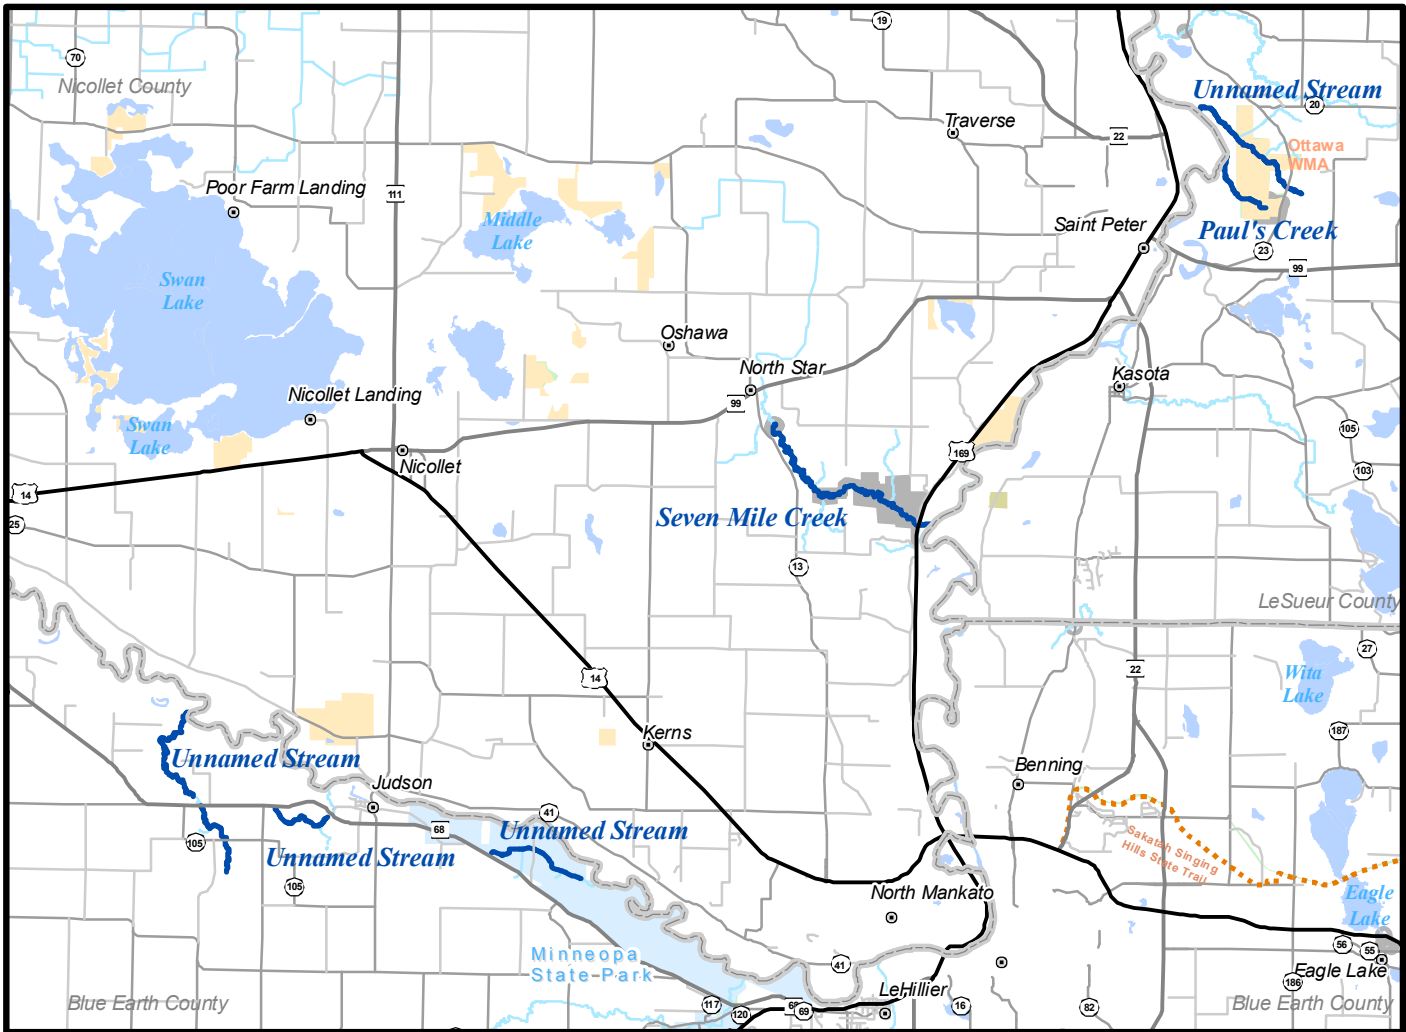 19
70
Nicollet County
Unnamed Stream
20
Traverse
22
Ottawa
WMA
Poor Farm Landing
111
Middle
Lake
Saint Peter
Paul's Creek
23
99
Swan
Lake
Oshawa
North Star
Kasota
Nicollet Landing
99
Swan
Lake
105
Nicollet
169
103
14
25
Seven Mile Creek
13
LeSueur County
27
22
Wita
Lake
14
187
Kerns
Unnamed Stream
Benning
Judson
41
68
Unnamed Stream
105
Unnamed Stream
Sakatah Singing
Hills State Trail
105
North Mankato
Eagle
Lake
Minneopa
State Park
41
56
55
Eagle Lake
186
LeHillier
Blue Earth County
117
120
68
69
16
82
Blue Earth County